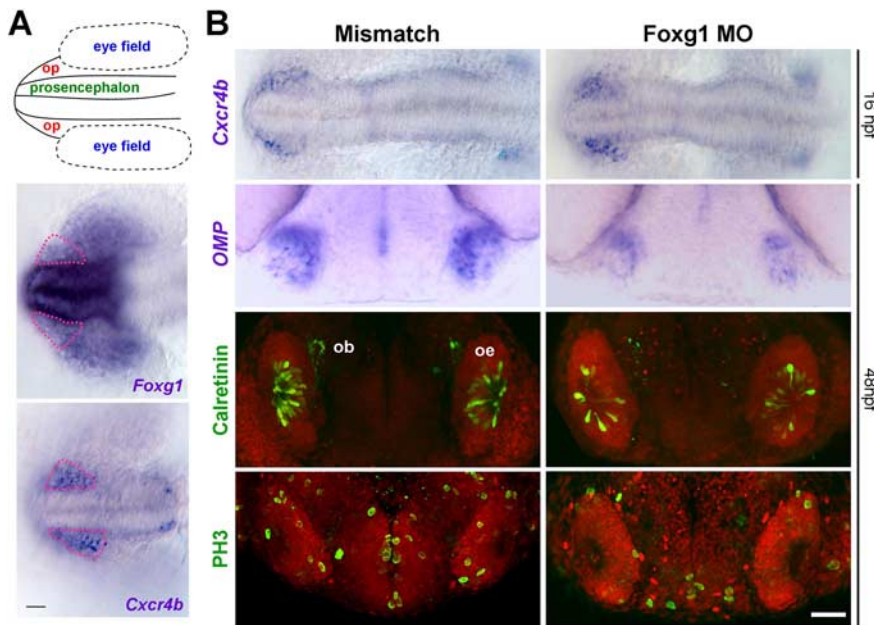 A
eye field
op
prosencephalon
op
eye field
Foxg1
Cxcr4b
B
Mismatch
Foxg1 MO
Cxcr4b
OMP
Calretinin
PH3
ob
oe
48hpf